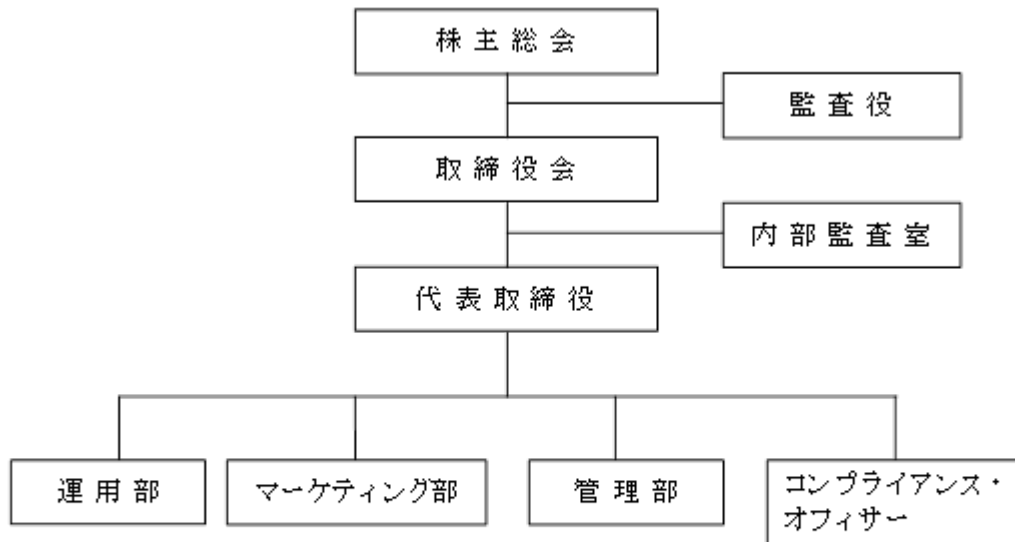 株主総会
監査役
取締役会
内部監査室
代表取締役
運用部
マーケティング部
管理部
コンプライアンス・
オフィサー